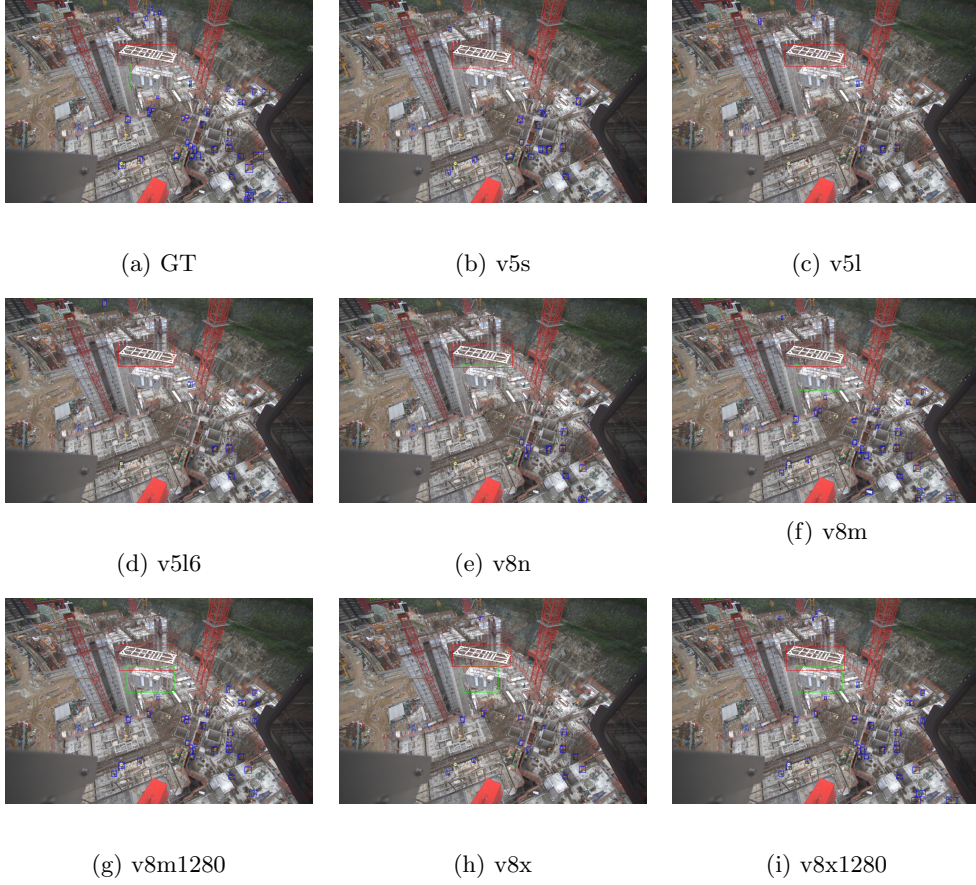 (a) GT
(b) v5s
(c) v5l
(d) v5l6
(e) v8n
(f) v8m
(g) v8m1280
(h) v8x
(i) v8x1280